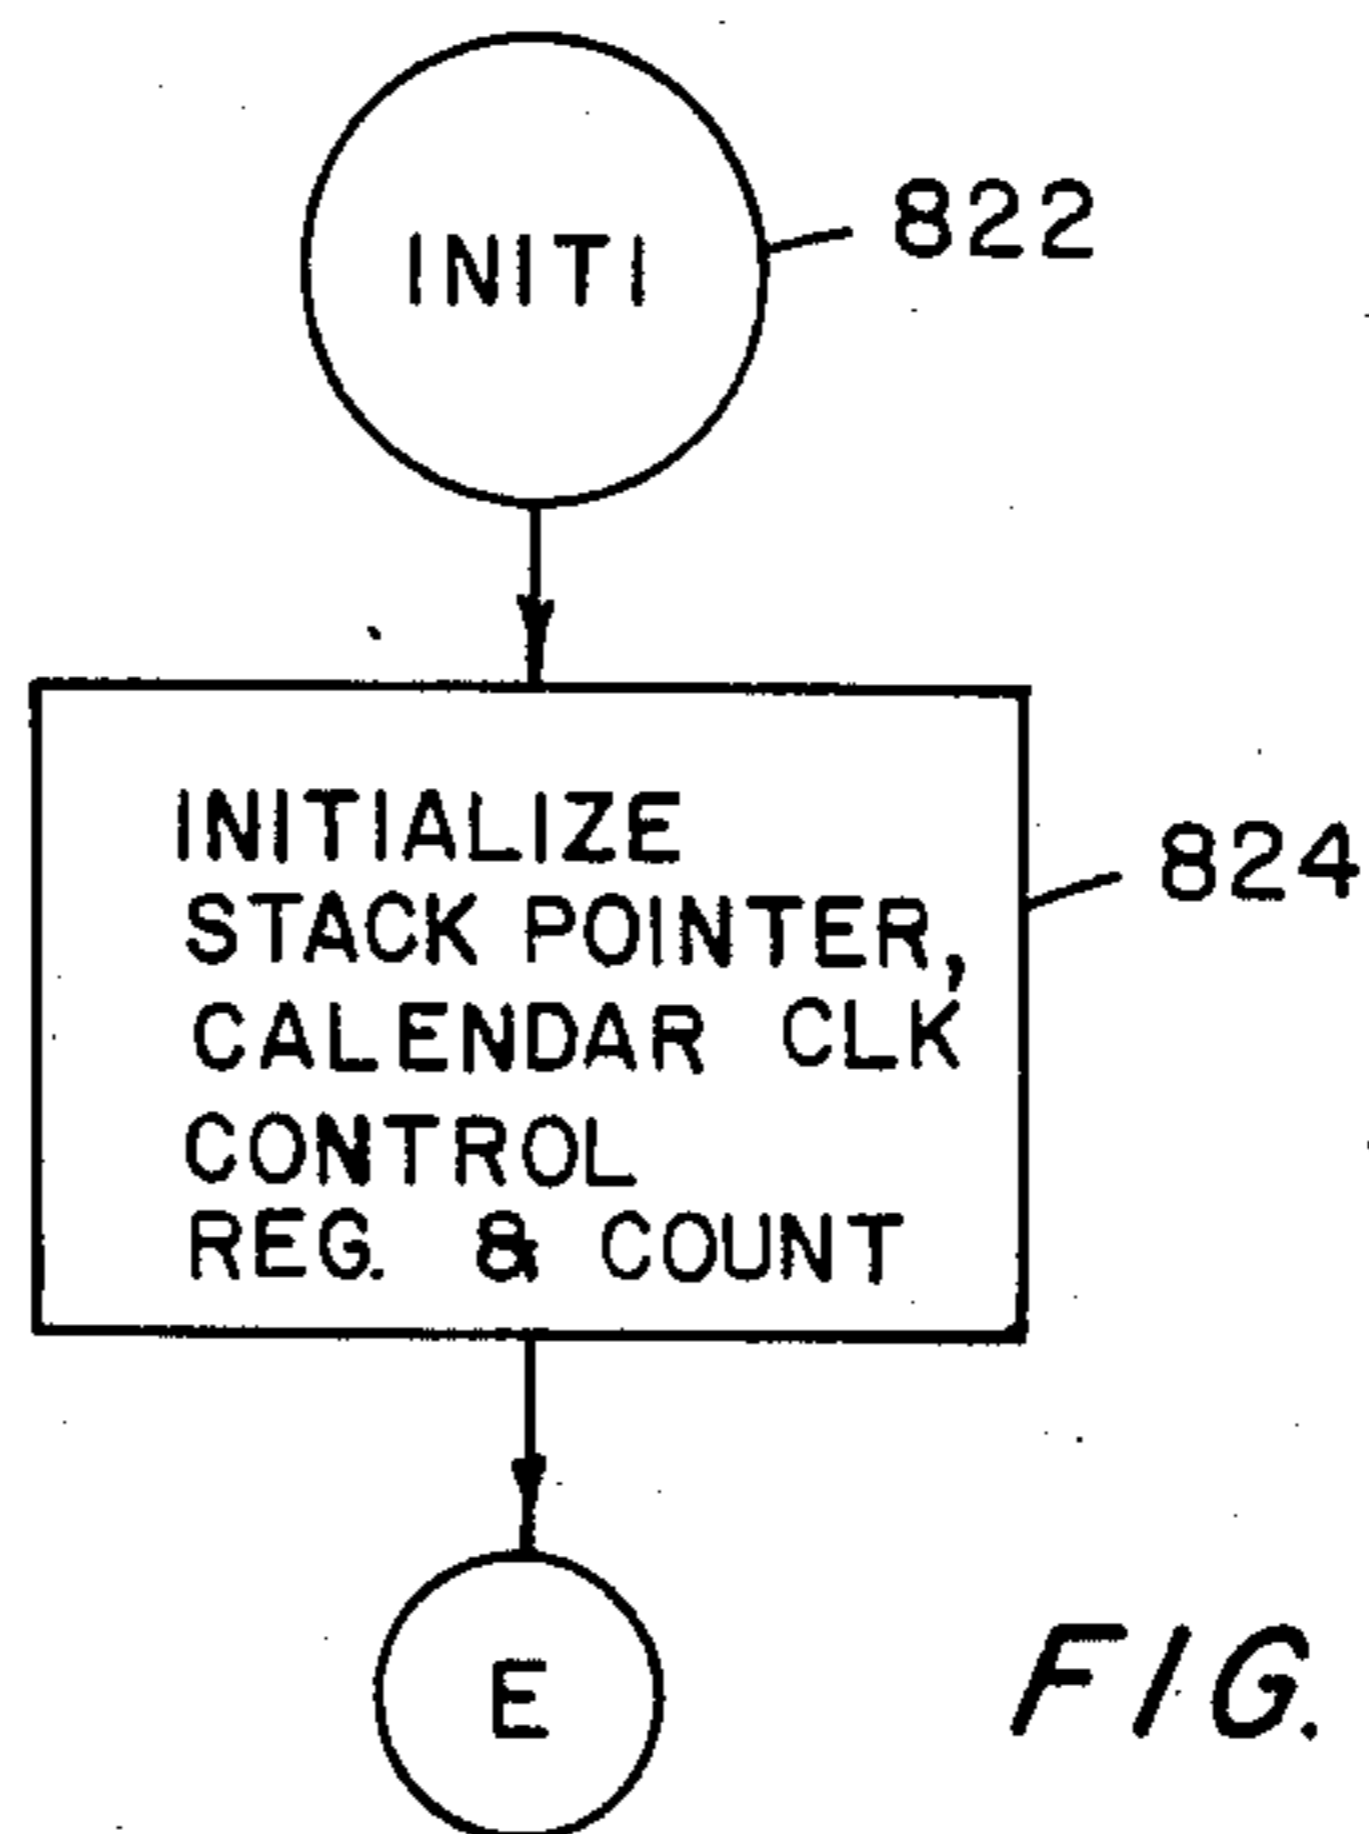 INITI
822
INITIALIZE
STACK POINTER,
CALENDAR CLK
CONTROL
REG. & COUNT
824
E
FIG.